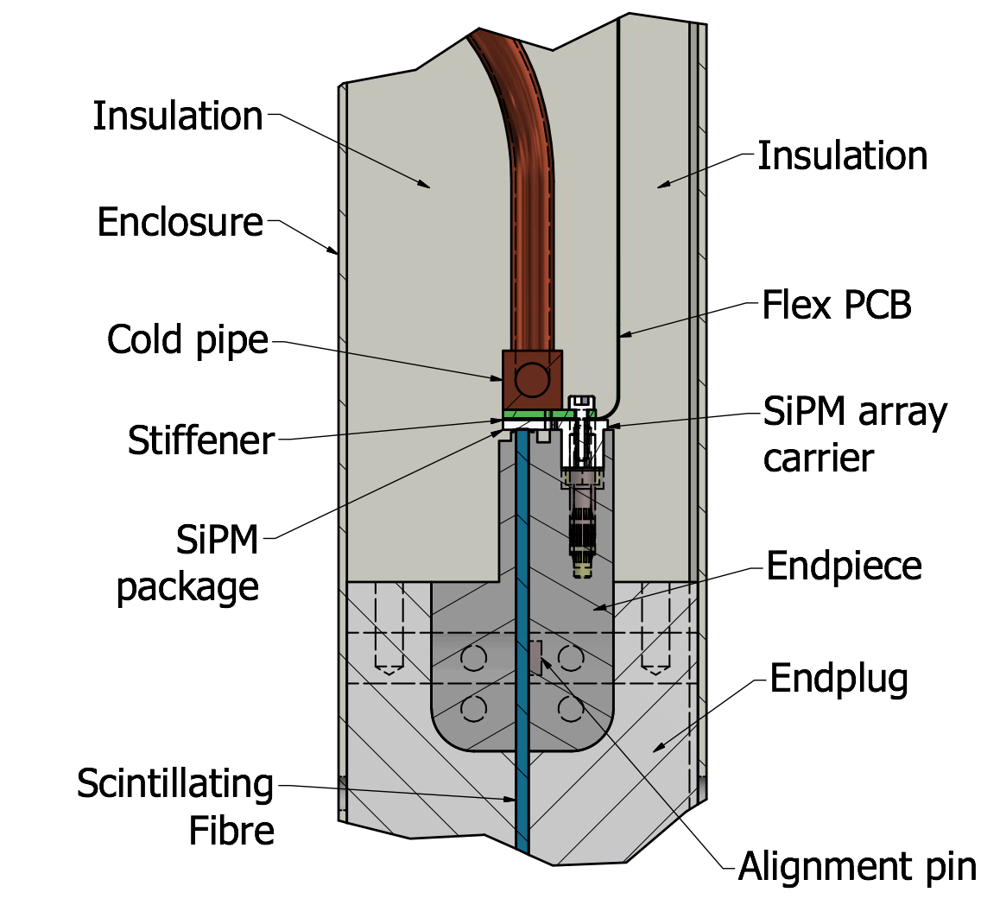 Insulation
Insulation
Enclosure
Flex PCB
Cold pipe
SiPM array
carrier
Stiffener
SiPM
package
Endpiece
Endplug
Scintillating
Fibre
Alignment pin